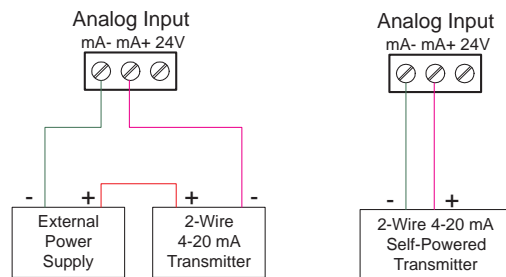 Analog Input
mA- mA+ 24V
- + + -
External
Power
Supply
2-Wire
4-20 mA
Transmitter
Analog Input
mA- mA+ 24V
- +
2-Wire 4-20 mA
Self-Powered
Transmitter